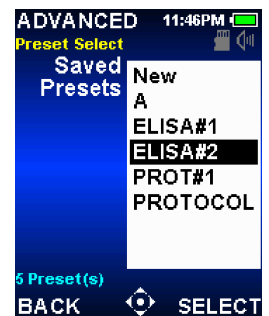 ADVANCED 11:46PM
Preset Select
Saved
Presets
New
A
ELISA#1
ELISA#2
PROT#1
PROTOCOL
5 Preset(s)
BACK SELECT